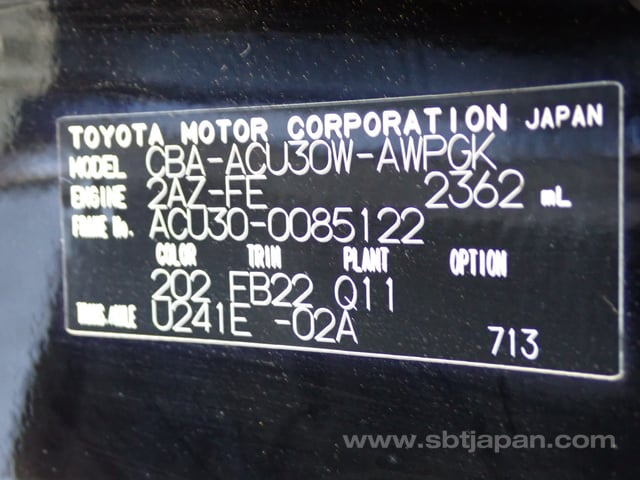 TOYOTA MOTOR CORPORATION JAPAN
MODEL CBA-ACU30W-AWPGK
ENGINE 2AZ-FE 2362 mL
FRAME No. ACU30-0085122
COLOR TRIM PLANT OPTION
202 FB22 Q11
TRANS/AXLE U241E -02A
713
www.sbtjapan.com